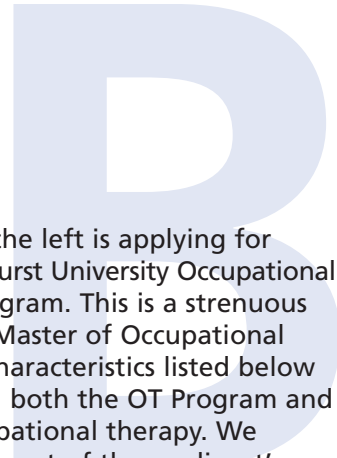 B
the left is applying for
urst University Occupational
gram. This is a strenuous
Master of Occupational
haracteristics listed below
both the OT Program and
pational therapy. We